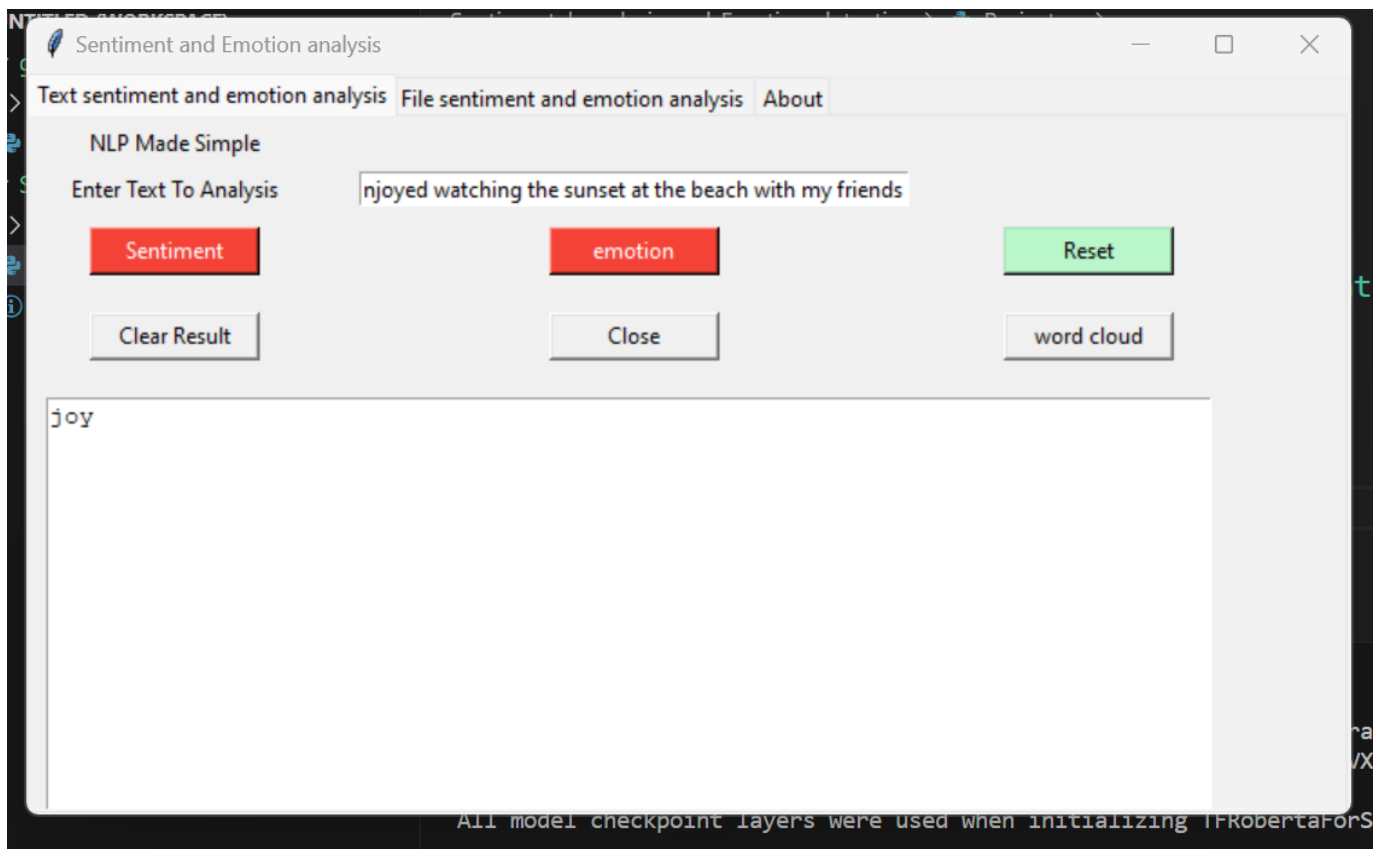 Sentiment and Emotion analysis
Text sentiment and emotion analysis File sentiment and emotion analysis About
NLP Made Simple
Enter Text To Analysis njoyed watching the sunset at the beach with my friends
Sentiment emotion Reset
Clear Result Close word cloud
joy
All model checkpoint layers were used when initializing TFRobertaForS